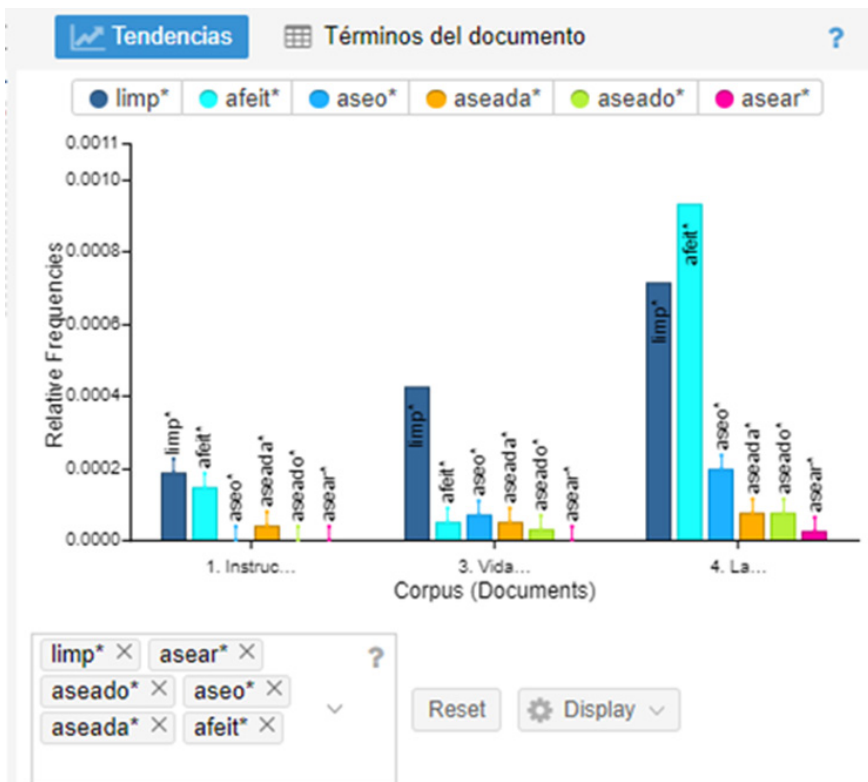 Tendencias Términos del documento ?
limp* afeit* aseo* aseada* aseado* asear*
0.0011
0.0010
0.0008
0.0006
0.0004
0.0002
0.0000
Relative Frequencies
limp*
afeit*
aseo*
aseada*
aseado*
asear*
limp*
afeit*
aseo*
aseada*
aseado*
asear*
limp*
afeit*
aseo*
aseada*
aseado*
asear*
1. Instruc... 3. Vida... 4. La...
Corpus (Documents)
limp* × asear* × ?
aseado* × aseo* ×
aseada* × afeit* ×
Reset Display